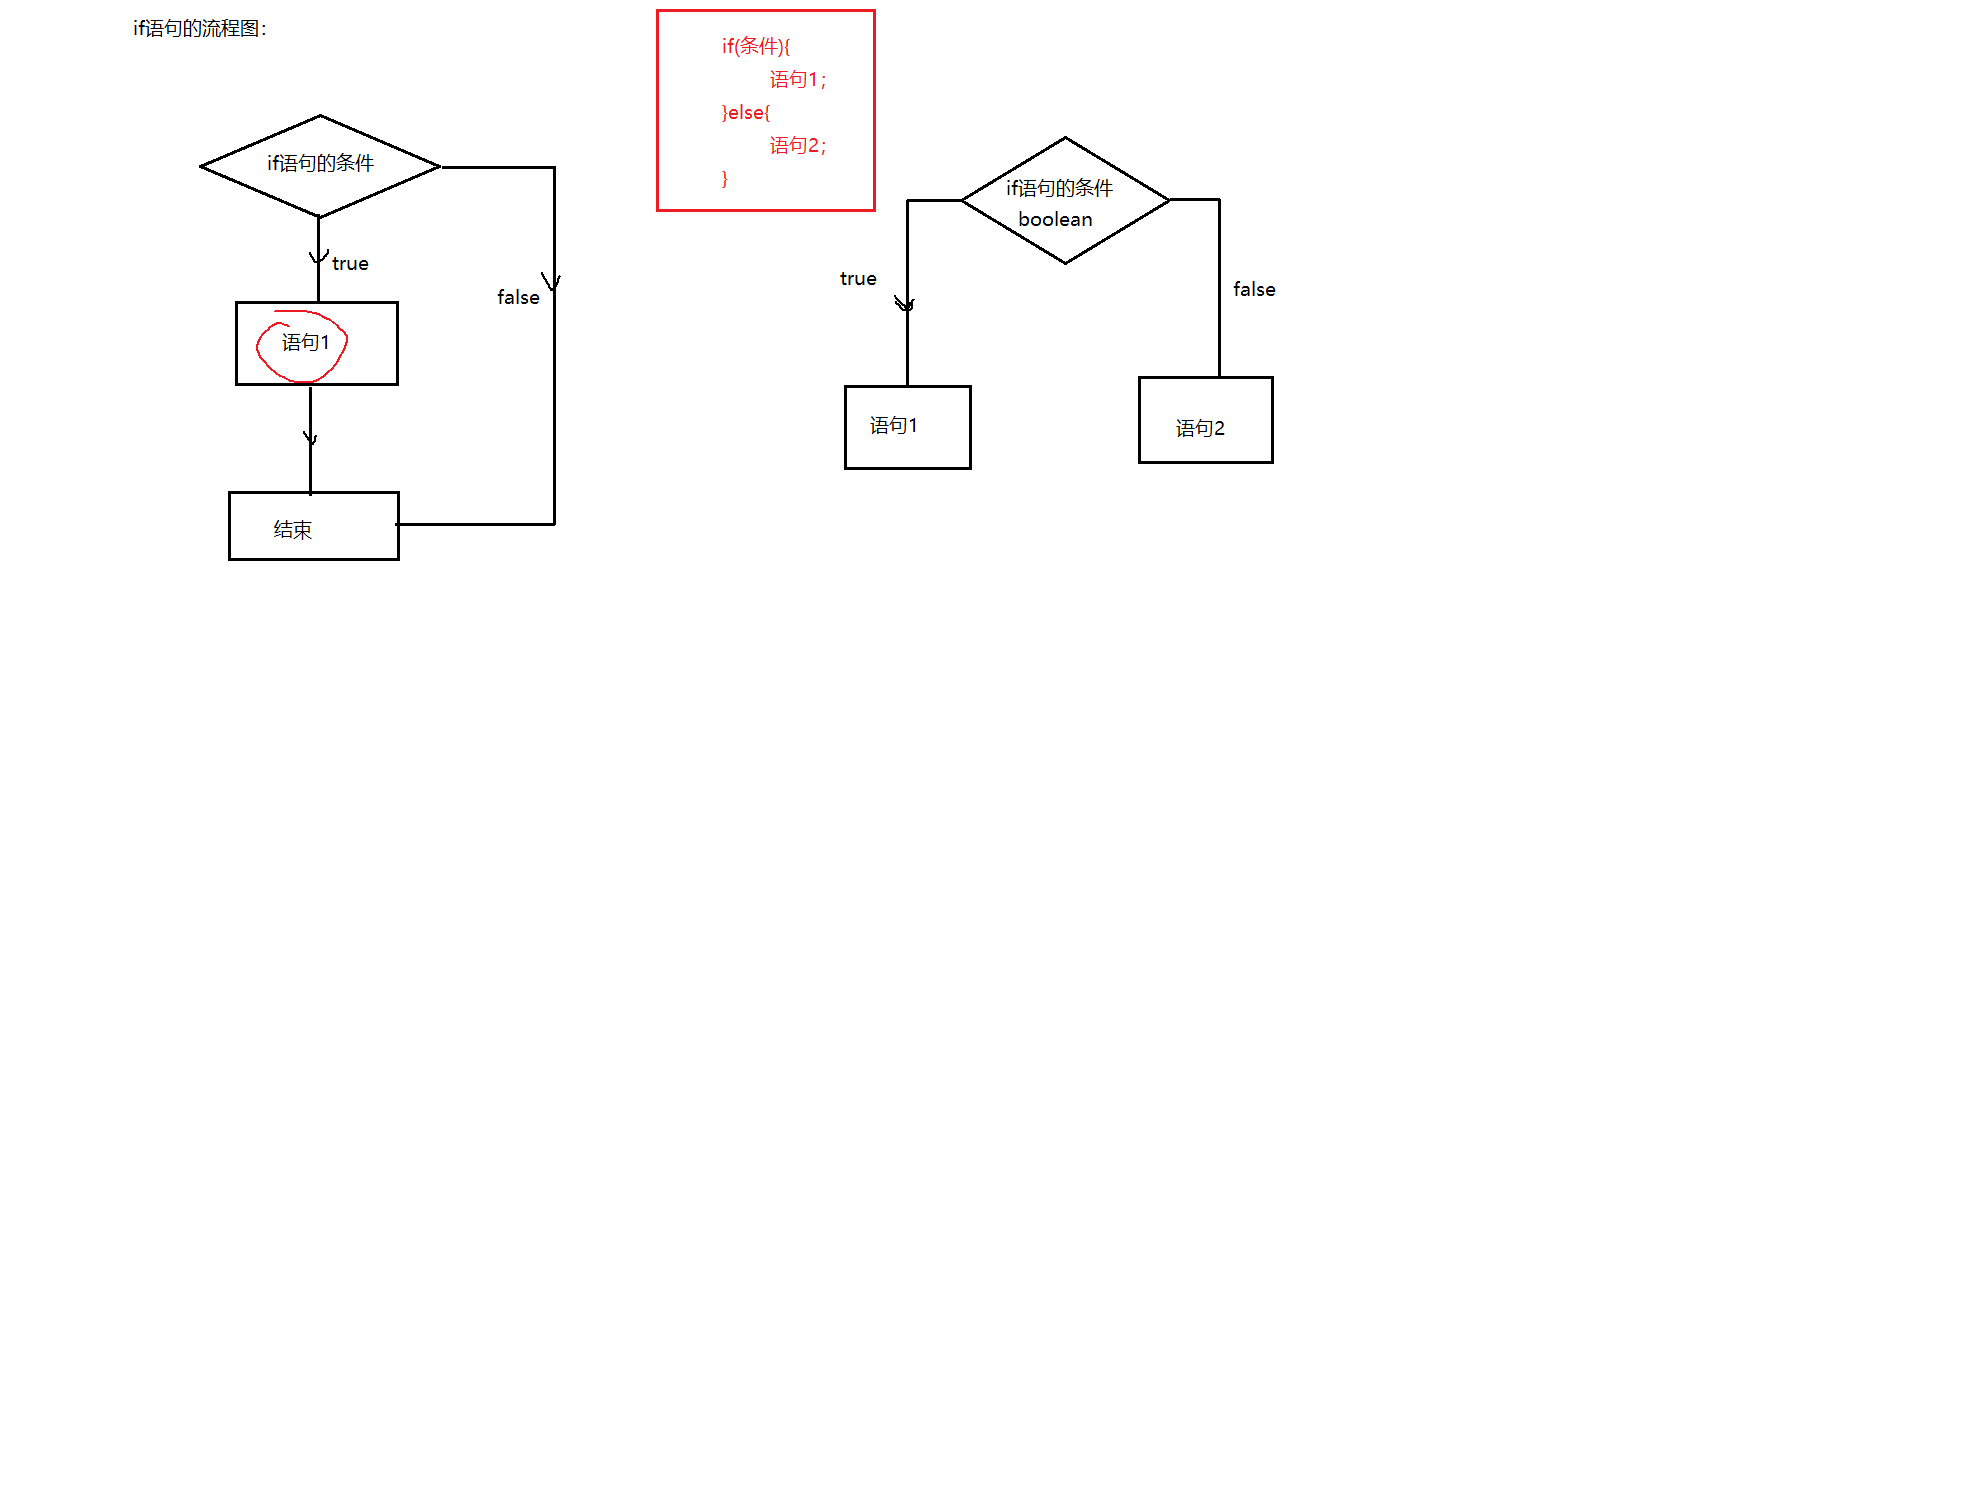 if语句的流程图：
if语句的条件
true
false
语句1
结束
if(条件){
语句1；
}else{
语句2；
}
if语句的条件
boolean
true
false
语句1
语句2